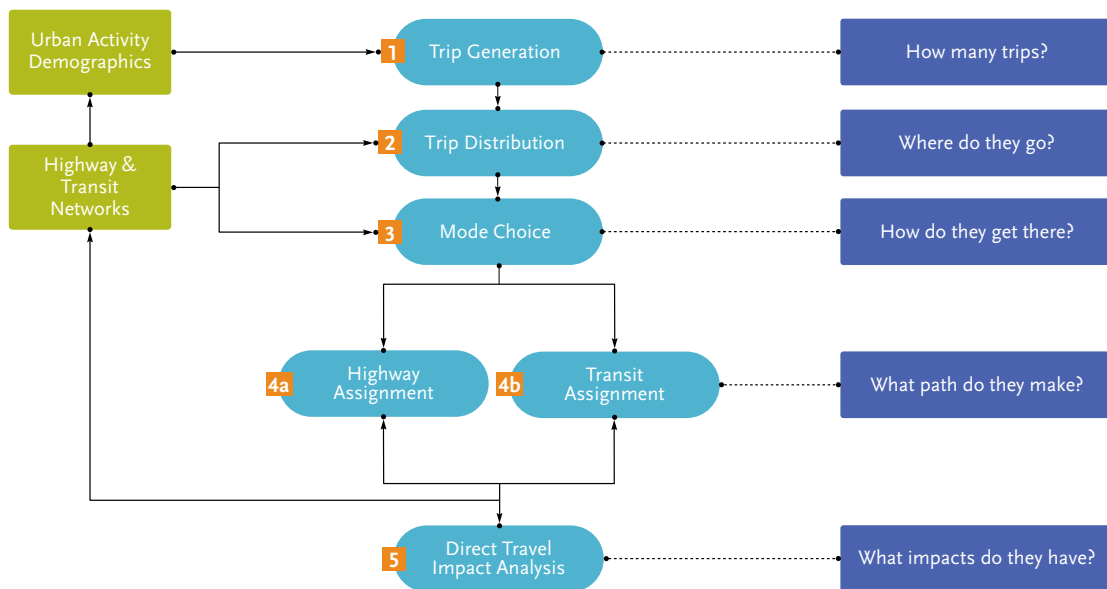 Urban Activity
Demographics
1
Trip Generation
How many trips?
2
Trip Distribution
Where do they go?
Highway &
Transit
Networks
3
Mode Choice
How do they get there?
4a
Highway
Assignment
4b
Transit
Assignment
What path do they make?
5
Direct Travel
Impact Analysis
What impacts do they have?